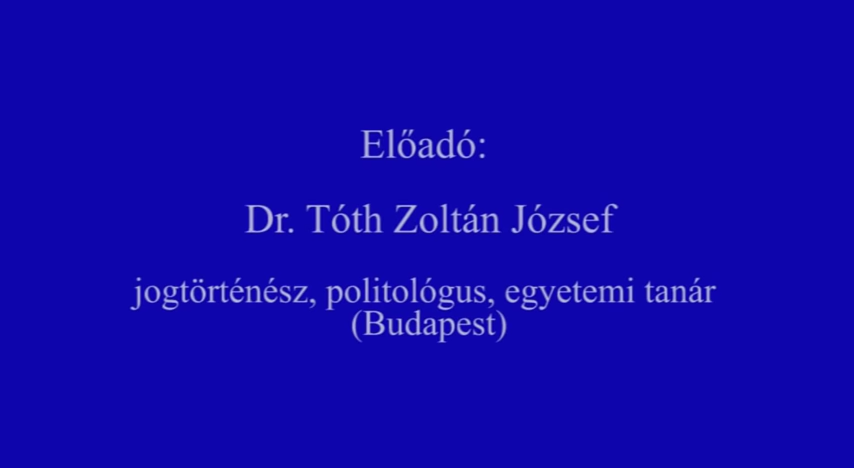 Előadó:
Dr. Tóth Zoltán József
jogtörténész, politológus, egyetemi tanár
(Budapest)